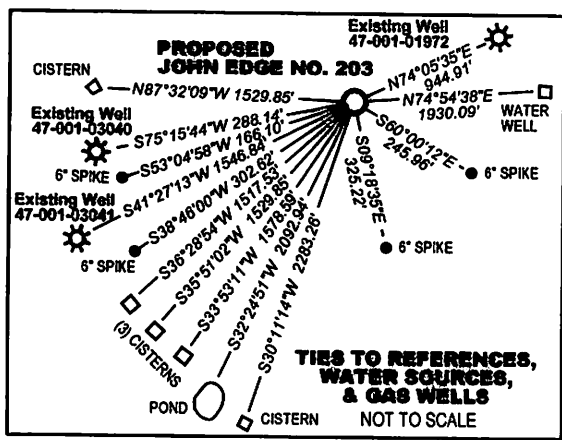 Existing Well
47-001-01972
PROPOSED
JOHN EDGE NO. 203
CISTERN
N87°32'09"W 1529.85'
N74°05'35"E
944.91'
N74°54'38"E
1930.09'
WATER
WELL
Existing Well
47-001-03040
S75°15'44"W 288.14'
6" SPIKE
S53°04'58"W 166.10'
S60°00'12"E
245.96'
6" SPIKE
S09°18'35"E
325.22'
6" SPIKE
Existing Well
47-001-03041
S41°27'13"W 1546.84'
S38°46'00"W 302.62'
6" SPIKE
S36°28'54"W 1517.53'
S35°51'02"W 1529.85'
S33°53'11"W 1578.59'
(3) CISTERNS
S32°24'51"W 2092.94'
POND
S30°11'14"W 2283.26'
CISTERN
TIES TO REFERENCES,
WATER SOURCES,
& GAS WELLS
NOT TO SCALE